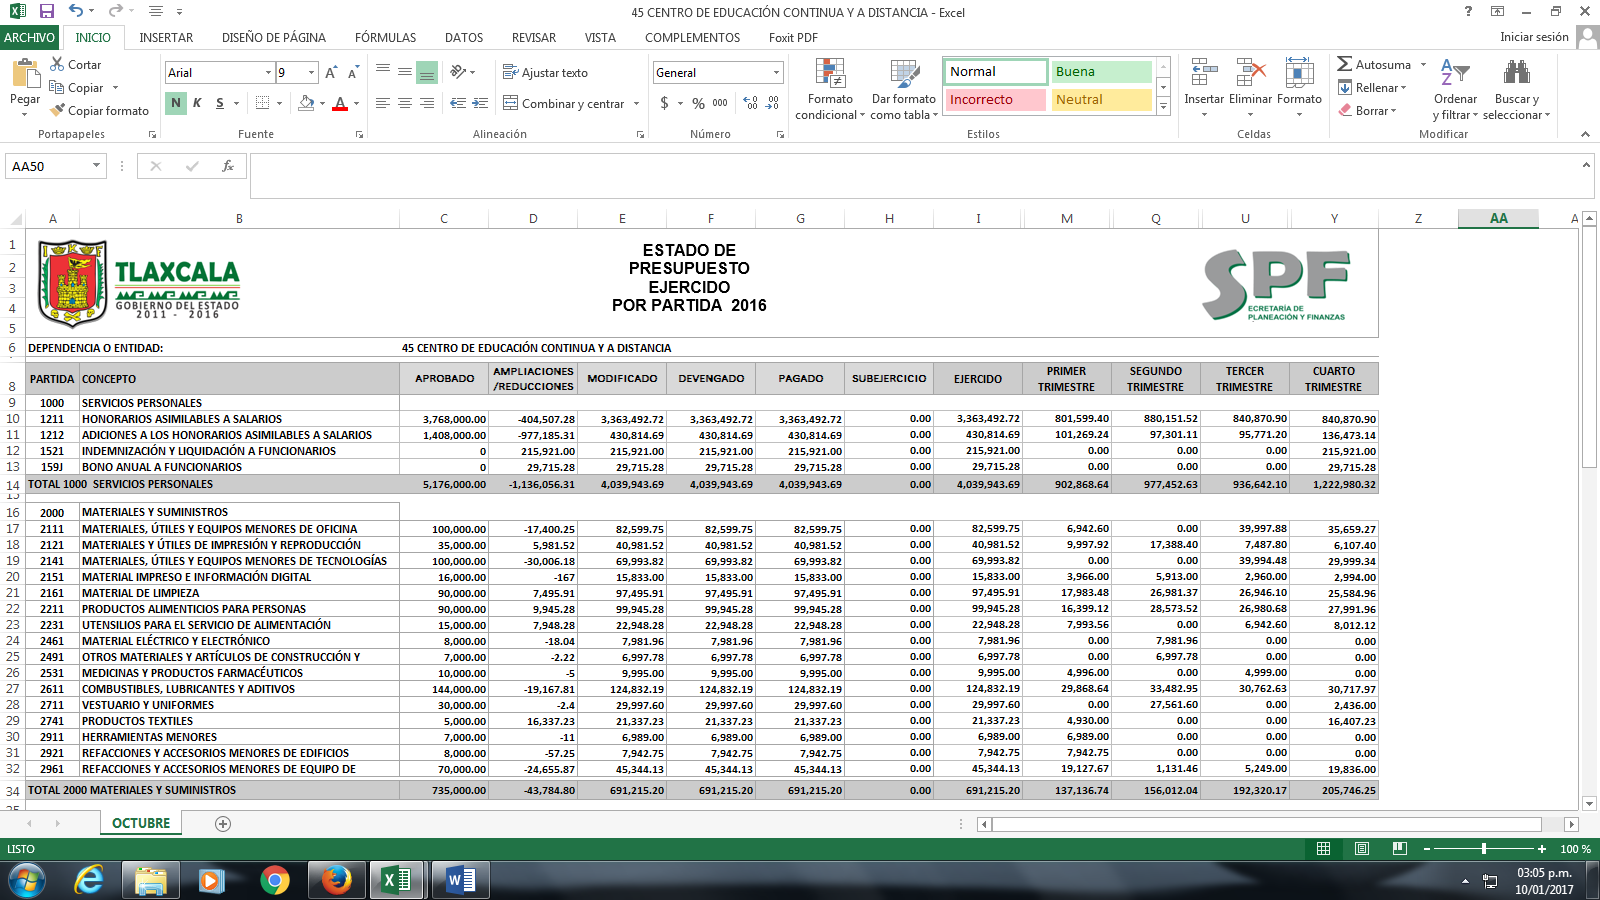 45 CENTRO DE EDUCACIÓN CONTINUA Y A DISTANCIA - Excel
ARCHIVO INICIO INSERTAR DISEÑO DE PÁGINA FÓRMULAS DATOS REVISAR VISTA COMPLEMENTOS Foxit PDF Iniciar sesión
Pegar Cortar Copiar Copiar formato
Arial 9 N K S
Ajustar texto Combinar y centrar
General $ % 000
Formato condicional Dar formato como tabla
Normal Buena Incorrecto Neutral
Insertar Eliminar Formato
Autosuma Rellenar Borrar Ordenar y filtrar Buscar y seleccionar
Portapapeles Fuente Alineación Número Estilos Celdas Modificar
AA50 fx
A B C D E F G H I M Q U Y Z AA A
TLAXCALA
GOBIERNO DEL ESTADO
2011 - 2016
ESTADO DE
PRESUPUESTO
EJERCIDO
POR PARTIDA 2016
SPF
ECRETARÍA DE
PLANEACIÓN Y FINANZAS
1
2
3
4
5
6 DEPENDENCIA O ENTIDAD: 45 CENTRO DE EDUCACIÓN CONTINUA Y A DISTANCIA
8 PARTIDA CONCEPTO APROBADO AMPLIACIONES /REDUCCIONES MODIFICADO DEVENGADO PAGADO SUBEJERCICIO EJERCIDO PRIMER TRIMESTRE SEGUNDO TRIMESTRE TERCER TRIMESTRE CUARTO TRIMESTRE
9 1000 SERVICIOS PERSONALES
10 1211 HONORARIOS ASIMILABLES A SALARIOS 3,768,000.00 -404,507.28 3,363,492.72 3,363,492.72 3,363,492.72 0.00 3,363,492.72 801,599.40 880,151.52 840,870.90 840,870.90
11 1212 ADICIONES A LOS HONORARIOS ASIMILABLES A SALARIOS 1,408,000.00 -977,185.31 430,814.69 430,814.69 430,814.69 0.00 430,814.69 101,269.24 97,301.11 95,771.20 136,473.14
12 1521 INDEMNIZACIÓN Y LIQUIDACIÓN A FUNCIONARIOS 0 215,921.00 215,921.00 215,921.00 215,921.00 0.00 215,921.00 0.00 0.00 0.00 215,921.00
13 159J BONO ANUAL A FUNCIONARIOS 0 29,715.28 29,715.28 29,715.28 29,715.28 0.00 29,715.28 0.00 0.00 0.00 29,715.28
14 TOTAL 1000 SERVICIOS PERSONALES 5,176,000.00 -1,136,056.31 4,039,943.69 4,039,943.69 4,039,943.69 0.00 4,039,943.69 902,868.64 977,452.63 936,642.10 1,222,980.32
16 2000 MATERIALES Y SUMINISTROS
17 2111 MATERIALES, ÚTILES Y EQUIPOS MENORES DE OFICINA 100,000.00 -17,400.25 82,599.75 82,599.75 82,599.75 0.00 82,599.75 6,942.60 0.00 39,997.88 35,659.27
18 2121 MATERIALES Y ÚTILES DE IMPRESIÓN Y REPRODUCCIÓN 35,000.00 5,981.52 40,981.52 40,981.52 40,981.52 0.00 40,981.52 9,997.92 17,388.40 7,487.80 6,107.40
19 2141 MATERIALES, ÚTILES Y EQUIPOS MENORES DE TECNOLOGÍAS 100,000.00 -30,006.18 69,993.82 69,993.82 69,993.82 0.00 69,993.82 0.00 0.00 39,994.48 29,999.34
20 2151 MATERIAL IMPRESO E INFORMACIÓN DIGITAL 16,000.00 -167 15,833.00 15,833.00 15,833.00 0.00 15,833.00 3,966.00 5,913.00 2,960.00 2,994.00
21 2161 MATERIAL DE LIMPIEZA 90,000.00 7,495.91 97,495.91 97,495.91 97,495.91 0.00 97,495.91 17,983.48 26,981.37 26,946.10 25,584.96
22 2211 PRODUCTOS ALIMENTICIOS PARA PERSONAS 90,000.00 9,945.28 99,945.28 99,945.28 99,945.28 0.00 99,945.28 16,399.12 28,573.52 26,980.68 27,991.96
23 2231 UTENSILIOS PARA EL SERVICIO DE ALIMENTACIÓN 15,000.00 7,948.28 22,948.28 22,948.28 22,948.28 0.00 22,948.28 7,993.56 0.00 6,942.60 8,012.12
24 2461 MATERIAL ELÉCTRICO Y ELECTRÓNICO 8,000.00 -18.04 7,981.96 7,981.96 7,981.96 0.00 7,981.96 0.00 7,981.96 0.00 0.00
25 2491 OTROS MATERIALES Y ARTÍCULOS DE CONSTRUCCIÓN Y 7,000.00 -2.22 6,997.78 6,997.78 6,997.78 0.00 6,997.78 0.00 6,997.78 0.00 0.00
26 2531 MEDICINAS Y PRODUCTOS FARMACÉUTICOS 10,000.00 -5 9,995.00 9,995.00 9,995.00 0.00 9,995.00 4,996.00 0.00 4,999.00 0.00
27 2611 COMBUSTIBLES, LUBRICANTES Y ADITIVOS 144,000.00 -19,167.81 124,832.19 124,832.19 124,832.19 0.00 124,832.19 29,868.64 33,482.95 30,762.63 30,717.97
28 2711 VESTUARIO Y UNIFORMES 30,000.00 -2.4 29,997.60 29,997.60 29,997.60 0.00 29,997.60 0.00 27,561.60 0.00 2,436.00
29 2741 PRODUCTOS TEXTILES 5,000.00 16,337.23 21,337.23 21,337.23 21,337.23 0.00 21,337.23 4,930.00 0.00 0.00 16,407.23
30 2911 HERRAMIENTAS MENORES 7,000.00 -11 6,989.00 6,989.00 6,989.00 0.00 6,989.00 6,989.00 0.00 0.00 0.00
31 2921 REFACCIONES Y ACCESORIOS MENORES DE EDIFICIOS 8,000.00 -57.25 7,942.75 7,942.75 7,942.75 0.00 7,942.75 7,942.75 0.00 0.00 0.00
32 2961 REFACCIONES Y ACCESORIOS MENORES DE EQUIPO DE 70,000.00 -24,655.87 45,344.13 45,344.13 45,344.13 0.00 45,344.13 19,127.67 1,131.46 5,249.00 19,836.00
34 TOTAL 2000 MATERIALES Y SUMINISTROS 735,000.00 -43,784.80 691,215.20 691,215.20 691,215.20 0.00 691,215.20 137,136.74 156,012.04 192,320.17 205,746.25
OCTUBRE
LISTO 100 %
03:05 p.m.
10/01/2017